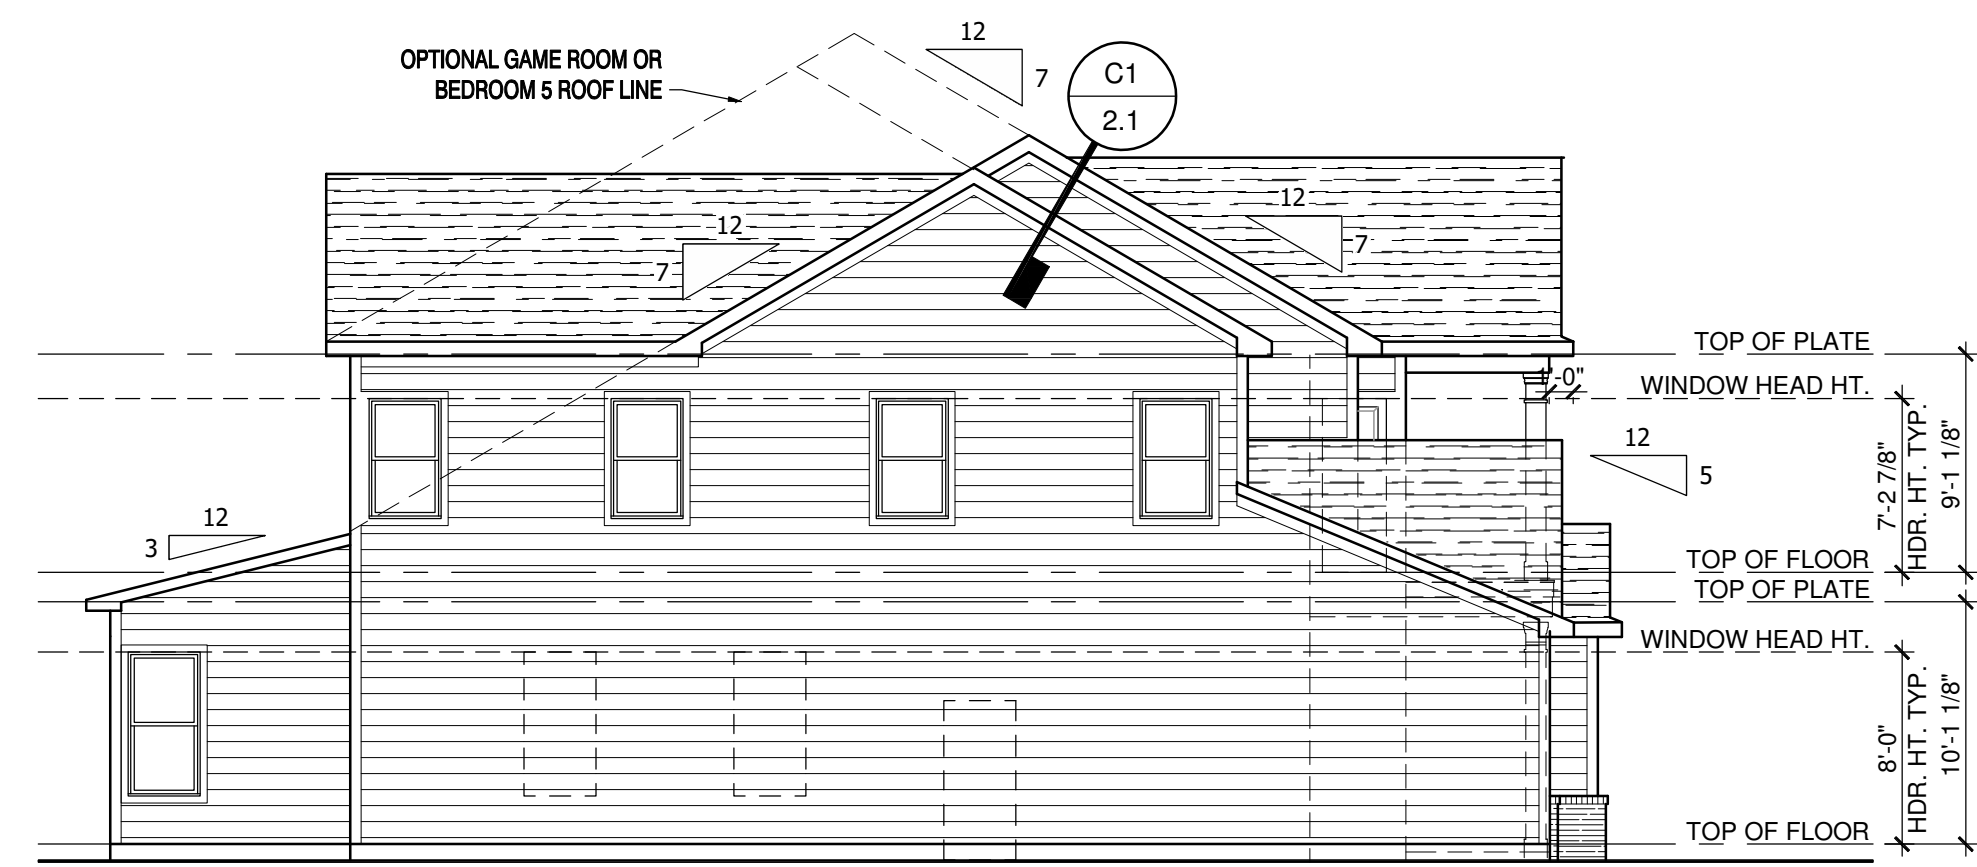 12
OPTIONAL GAME ROOM OR
BEDROOM 5 ROOF LINE
7
C1
2.1
12
7
12
7
TOP OF PLATE
1'-0"
WINDOW HEAD HT.
12
5
7'-2 7/8"
HDR. HT. TYP.
9'-1 1/8"
12
3
TOP OF FLOOR
TOP OF PLATE
WINDOW HEAD HT.
8'-0"
HDR. HT. TYP.
10'-1 1/8"
TOP OF FLOOR